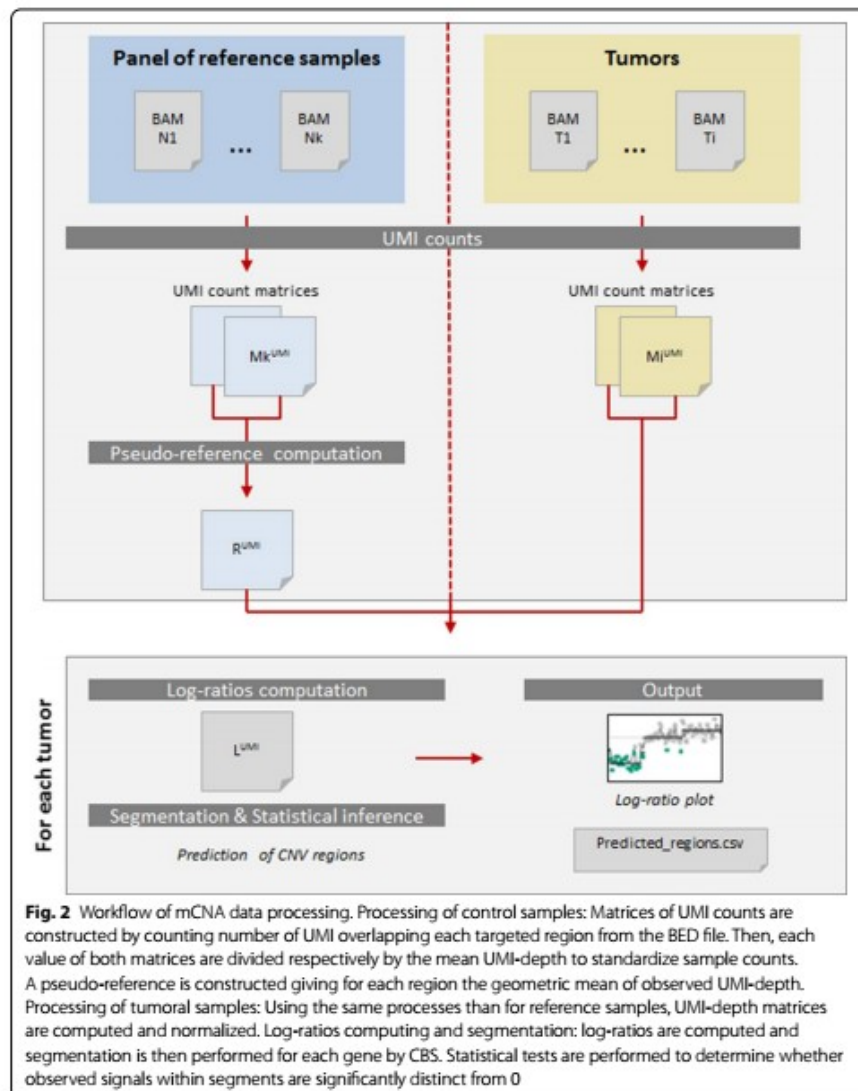 Panel of reference samples
Tumors
BAM
N1
...
BAM
Nk
BAM
T1
...
BAM
Ti
UMI counts
UMI count matrices
UMI count matrices
Mk^UMI
Mi^UMI
Pseudo-reference computation
R^UMI
For each tumor
Log-ratios computation
Output
L^UMI
Log-ratio plot
Segmentation & Statistical inference
Prediction of CNV regions
Predicted_regions.csv
Fig. 2 Workflow of mCNA data processing. Processing of control samples: Matrices of UMI counts are
constructed by counting number of UMI overlapping each targeted region from the BED file. Then, each
value of both matrices are divided respectively by the mean UMI-depth to standardize sample counts.
A pseudo-reference is constructed giving for each region the geometric mean of observed UMI-depth.
Processing of tumoral samples: Using the same processes than for reference samples, UMI-depth matrices
are computed and normalized. Log-ratios computing and segmentation: log-ratios are computed and
segmentation is then performed for each gene by CBS. Statistical tests are performed to determine whether
observed signals within segments are significantly distinct from 0